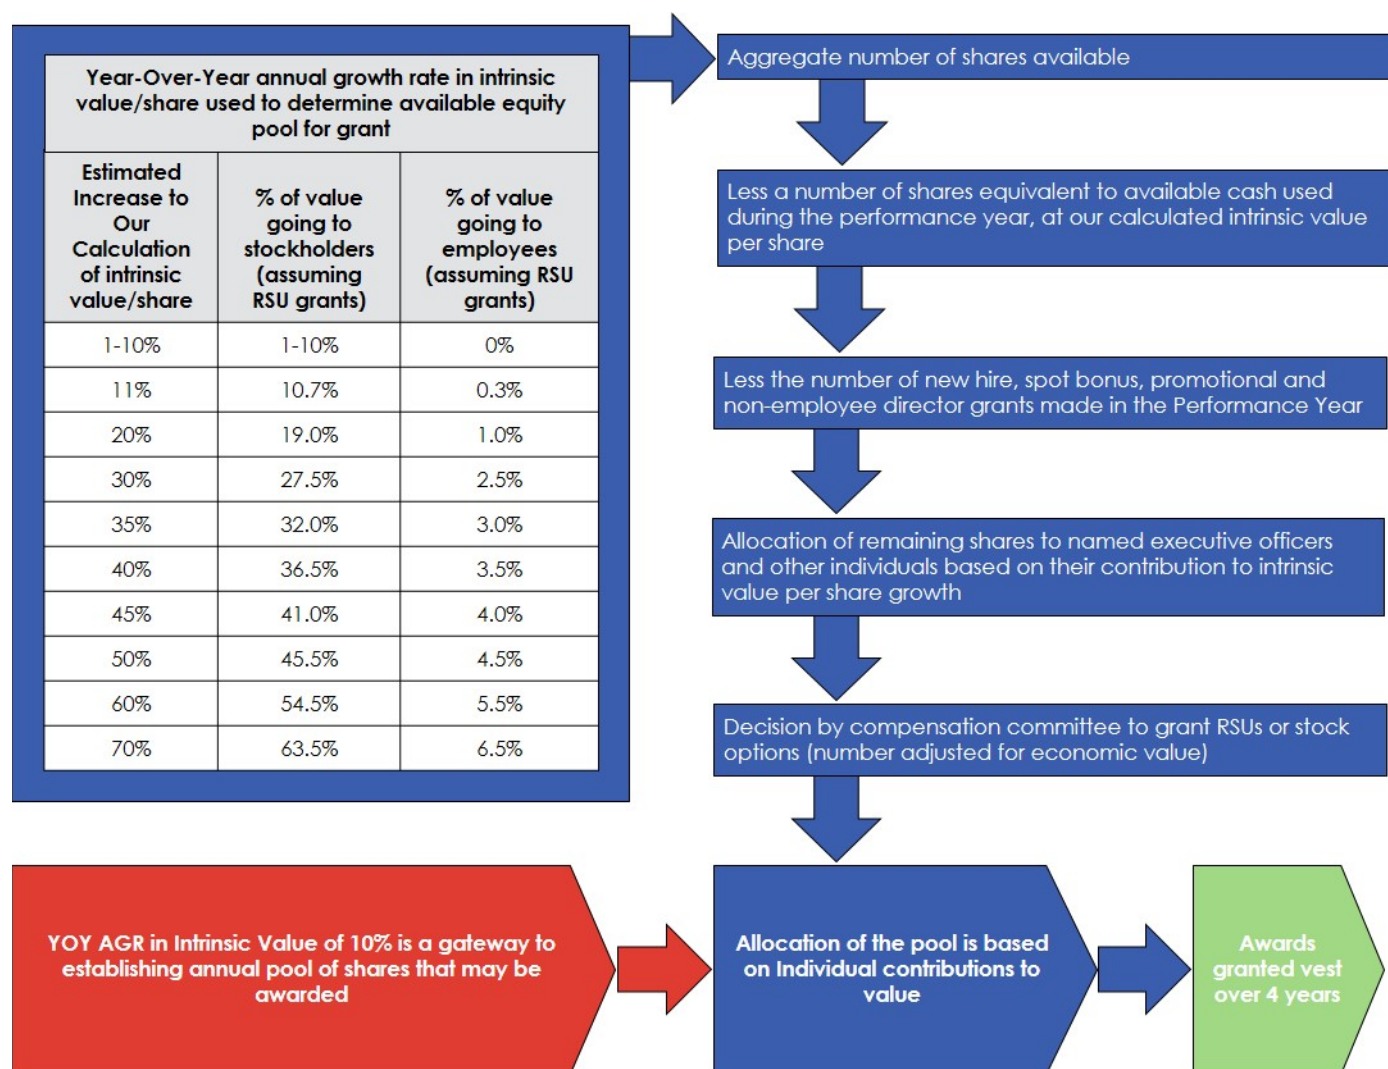 Year-Over-Year annual growth rate in intrinsic
value/share used to determine available equity
pool for grant
Estimated
Increase to
Our
Calculation
of intrinsic
value/share
% of value
going to
stockholders
(assuming
RSU grants)
% of value
going to
employees
(assuming RSU
grants)
1-10% 1-10% 0%
11% 10.7% 0.3%
20% 19.0% 1.0%
30% 27.5% 2.5%
35% 32.0% 3.0%
40% 36.5% 3.5%
45% 41.0% 4.0%
50% 45.5% 4.5%
60% 54.5% 5.5%
70% 63.5% 6.5%
Aggregate number of shares available
Less a number of shares equivalent to available cash used
during the performance year, at our calculated intrinsic value
per share
Less the number of new hire, spot bonus, promotional and
non-employee director grants made in the Performance Year
Allocation of remaining shares to named executive officers
and other individuals based on their contribution to intrinsic
value per share growth
Decision by compensation committee to grant RSUs or stock
options (number adjusted for economic value)
YOY AGR in Intrinsic Value of 10% is a gateway to
establishing annual pool of shares that may be
awarded
Allocation of the pool is based
on Individual contributions to
value
Awards
granted vest
over 4 years